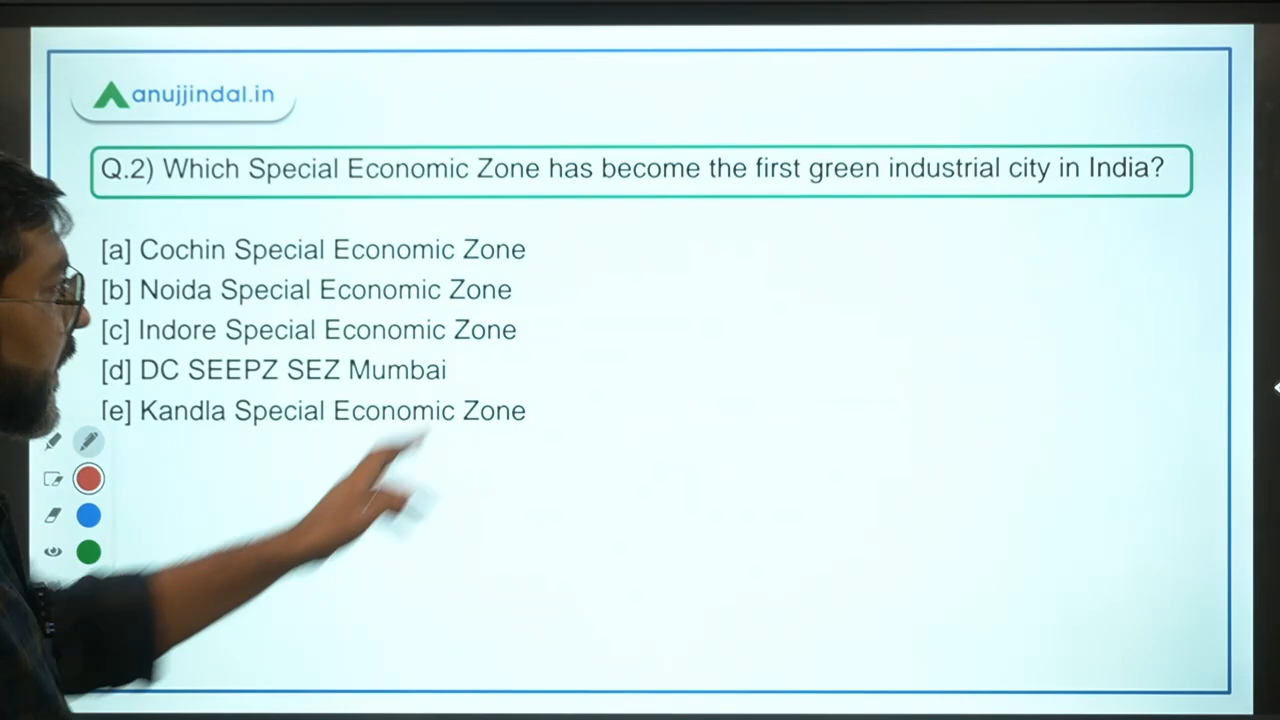 anujjindal.in
Q.2) Which Special Economic Zone has become the first green industrial city in India?
[a] Cochin Special Economic Zone
[b] Noida Special Economic Zone
[c] Indore Special Economic Zone
[d] DC SEEPZ SEZ Mumbai
[e] Kandla Special Economic Zone